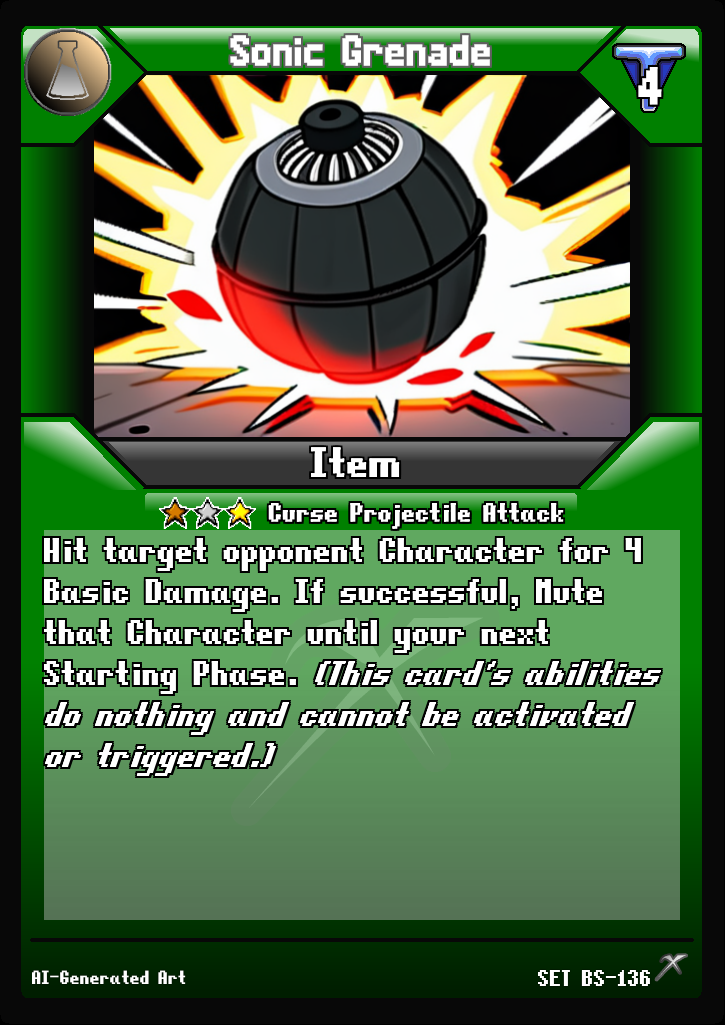 Sonic Grenade
4
Item
Curse Projectile Attack
Hit target opponent Character for 4
Basic Damage. If successful, Mute
that Character until your next
Starting Phase. (This card's abilities
do nothing and cannot be activated
or triggered.)
AI-Generated Art
SET BS-136